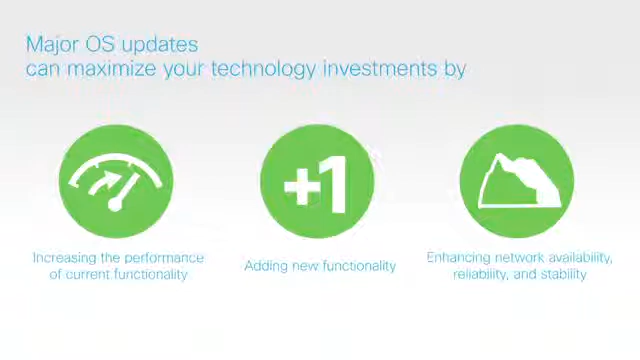 Major OS updates
can maximize your technology investments by
+1
Increasing the performance
of current functionality
Adding new functionality
Enhancing network availability,
reliability, and stability